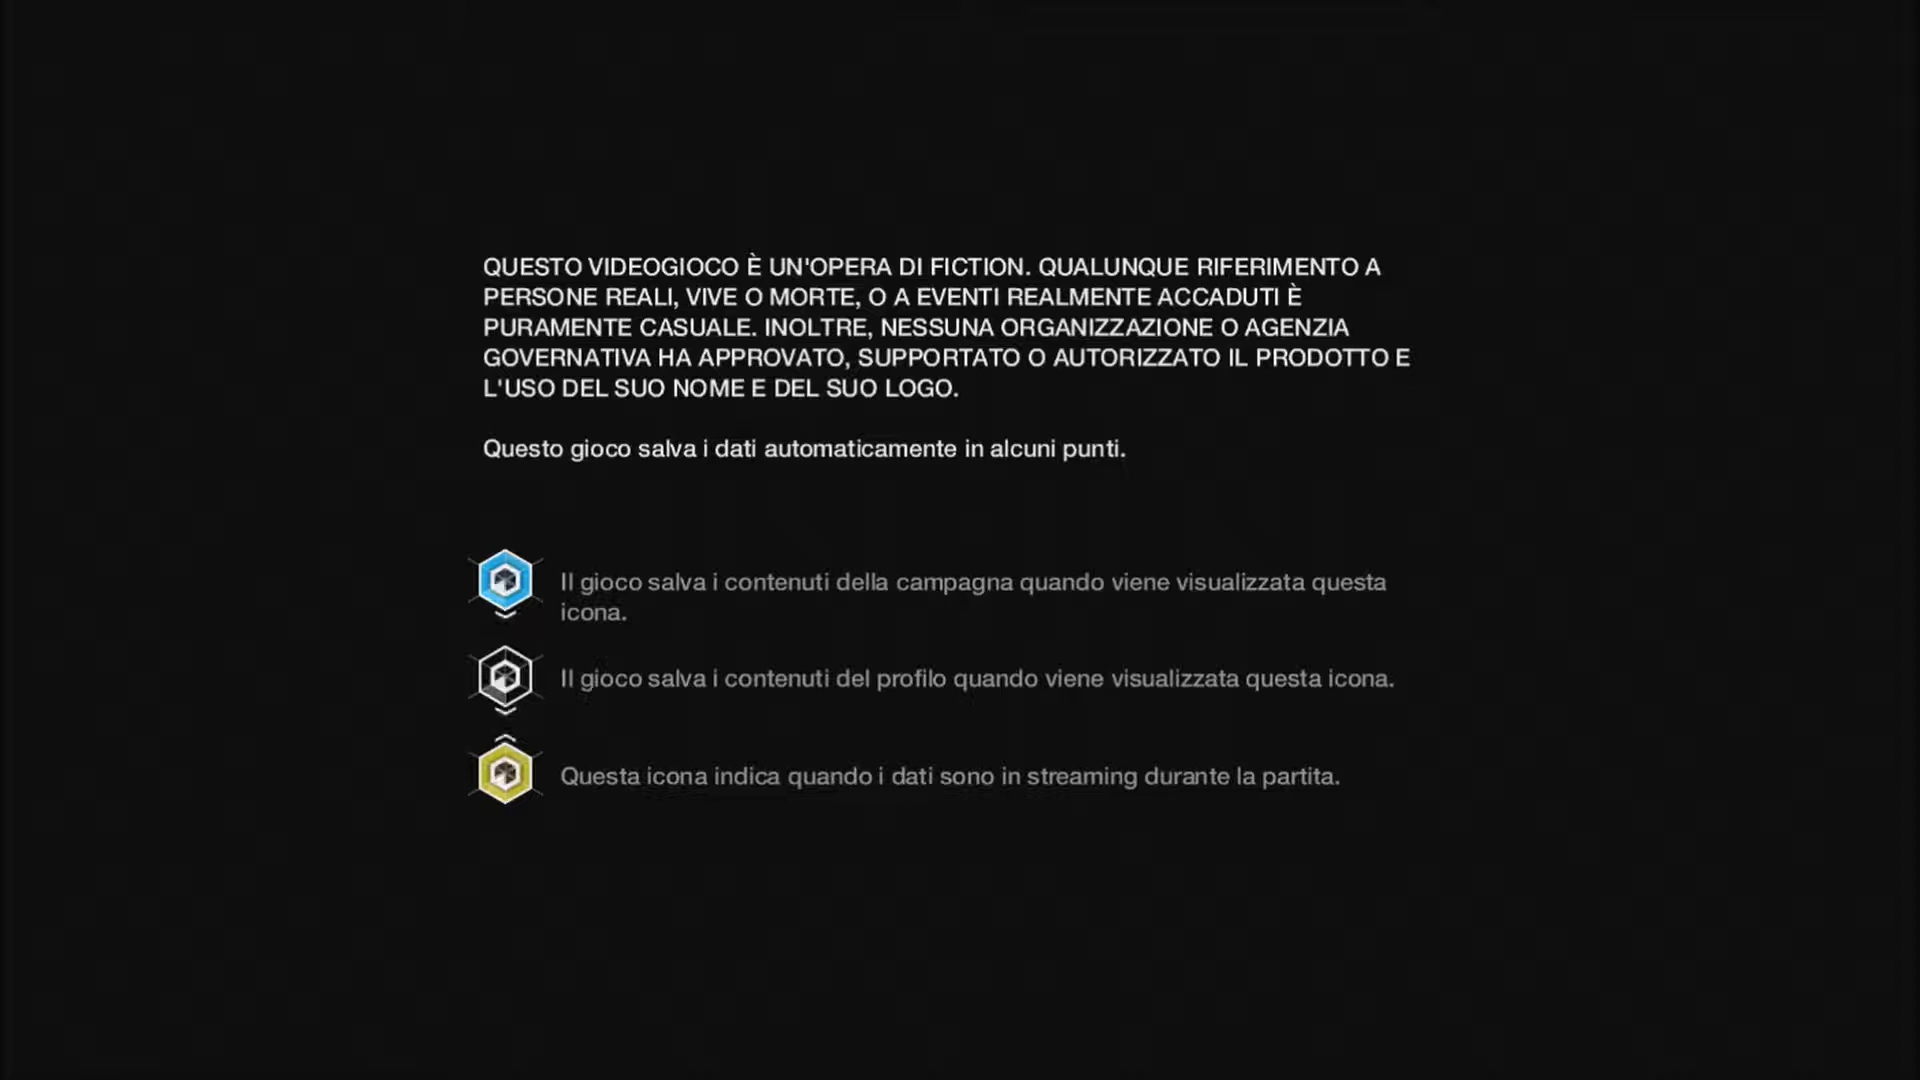 QUESTO VIDEOGIOCO È UN'OPERA DI FICTION. QUALUNQUE RIFERIMENTO A
PERSONE REALI, VIVE O MORTE, O A EVENTI REALMENTE ACCADUTI È
PURAMENTE CASUALE. INOLTRE, NESSUNA ORGANIZZAZIONE O AGENZIA
GOVERNATIVA HA APPROVATO, SUPPORTATO O AUTORIZZATO IL PRODOTTO E
L'USO DEL SUO NOME E DEL SUO LOGO.
Questo gioco salva i dati automaticamente in alcuni punti.
Il gioco salva i contenuti della campagna quando viene visualizzata questa
icona.
Il gioco salva i contenuti del profilo quando viene visualizzata questa icona.
Questa icona indica quando i dati sono in streaming durante la partita.